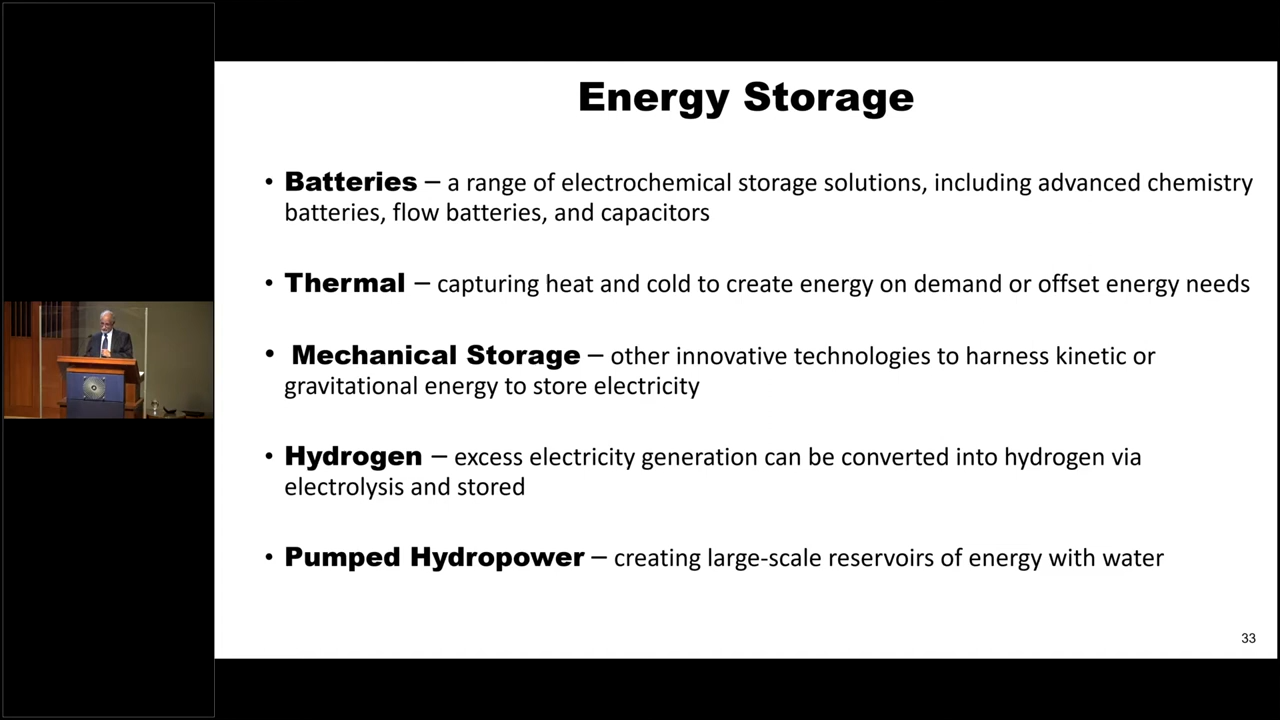 Energy Storage
• Batteries – a range of electrochemical storage solutions, including advanced chemistry
batteries, flow batteries, and capacitors
• Thermal – capturing heat and cold to create energy on demand or offset energy needs
• Mechanical Storage – other innovative technologies to harness kinetic or
gravitational energy to store electricity
• Hydrogen – excess electricity generation can be converted into hydrogen via
electrolysis and stored
• Pumped Hydropower – creating large-scale reservoirs of energy with water
33